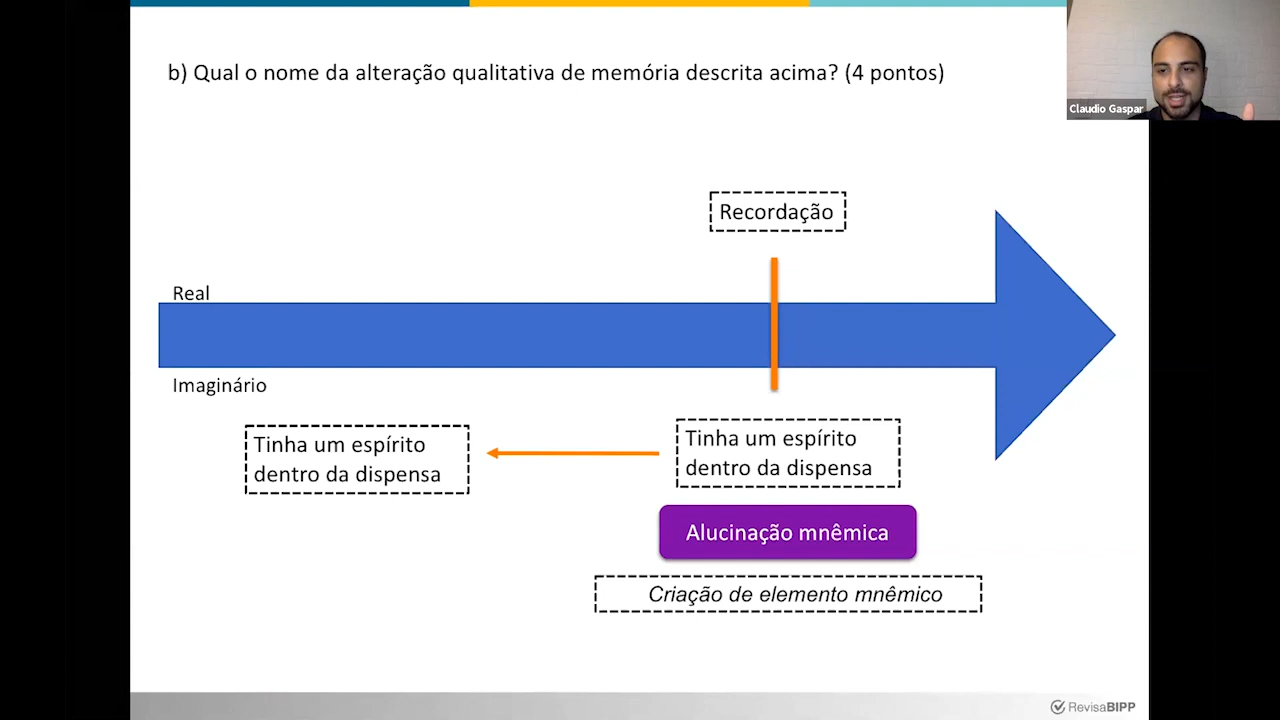 b) Qual o nome da alteração qualitativa de memória descrita acima? (4 pontos)
Claudio Gaspar
Recordação
Real
Imaginário
Tinha um espírito
dentro da dispensa
Tinha um espírito
dentro da dispensa
Alucinação mnêmica
Criação de elemento mnêmico
RevisaBIPP